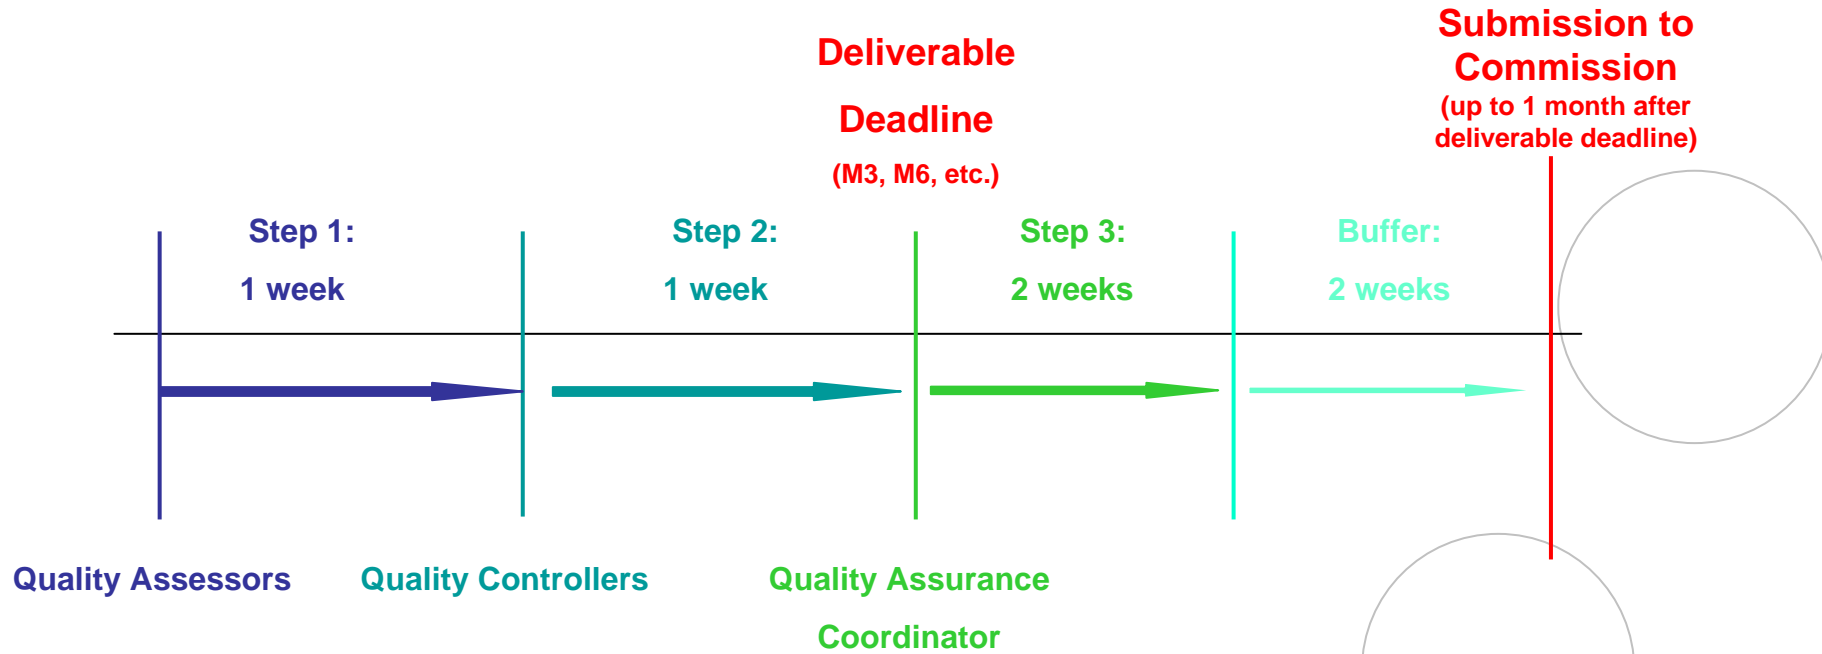 Deliverable
Deadline
(M3, M6, etc.)
Submission to
Commission
(up to 1 month after
deliverable deadline)
Step 1:
1 week
Step 2:
1 week
Step 3:
2 weeks
Buffer:
2 weeks
Quality Assessors
Quality Controllers
Quality Assurance
Coordinator